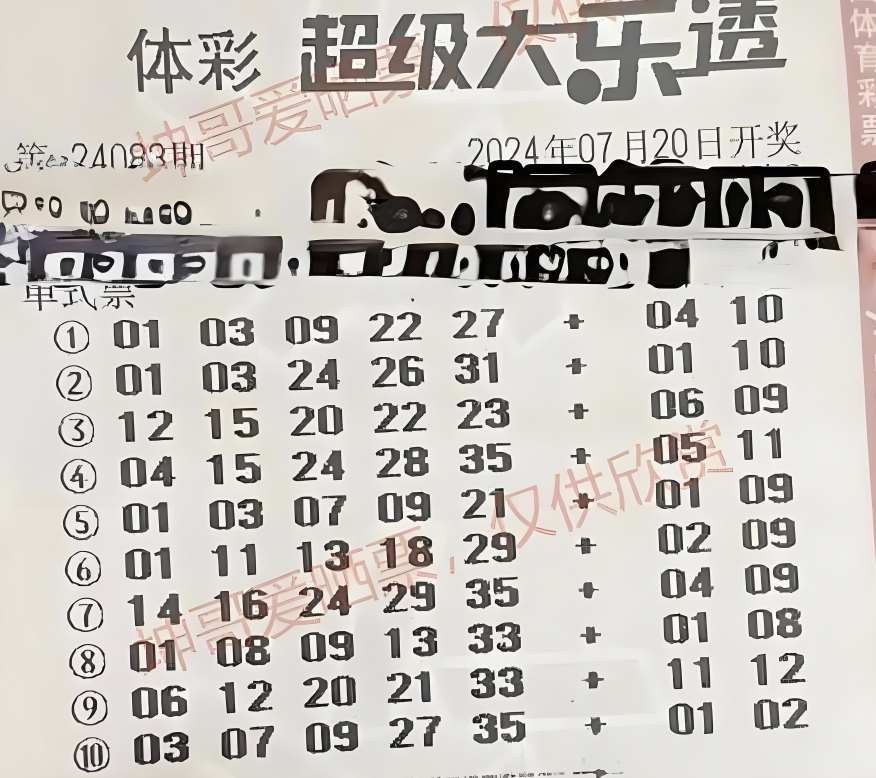 体彩 超级大乐透
第 24083期 2024年07月20日开奖
单式票
① 01 03 09 22 27 + 04 10
② 01 03 24 26 31 + 01 10
③ 12 15 20 22 23 + 06 09
④ 04 15 24 28 35 + 05 11
⑤ 01 03 07 09 21 + 01 09
⑥ 01 11 13 18 29 + 02 09
⑦ 14 16 24 29 35 + 04 09
⑧ 01 08 09 13 33 + 01 08
⑨ 06 12 20 21 33 + 11 12
⑩ 03 07 09 27 35 + 01 02
坤哥爱晒票，仅供
坤哥爱晒票，仅供欣赏
体育彩票